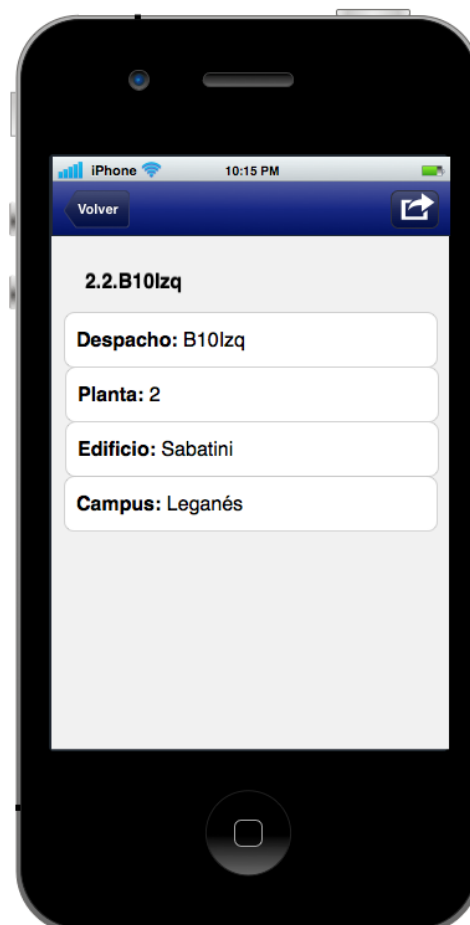 iPhone 10:15 PM
Volver
2.2.B10Izq
Despacho: B10Izq
Planta: 2
Edificio: Sabatini
Campus: Leganés